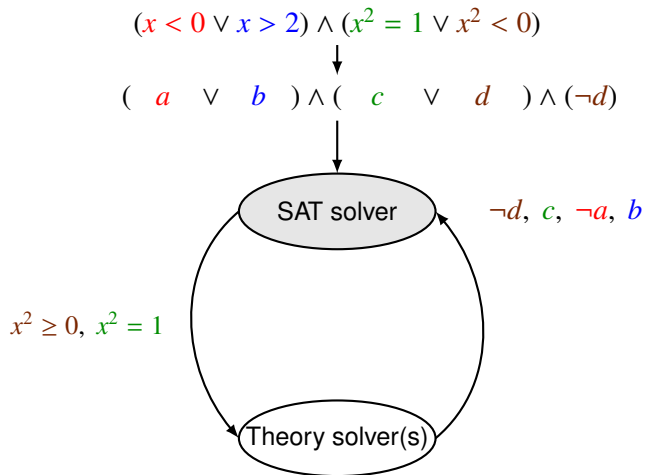 (x < 0 ∨ x > 2) ∧ (x² = 1 ∨ x² < 0)
( a ∨ b ) ∧ ( c ∨ d ) ∧ (¬d)
SAT solver
¬d, c, ¬a, b
x² ≥ 0, x² = 1
Theory solver(s)